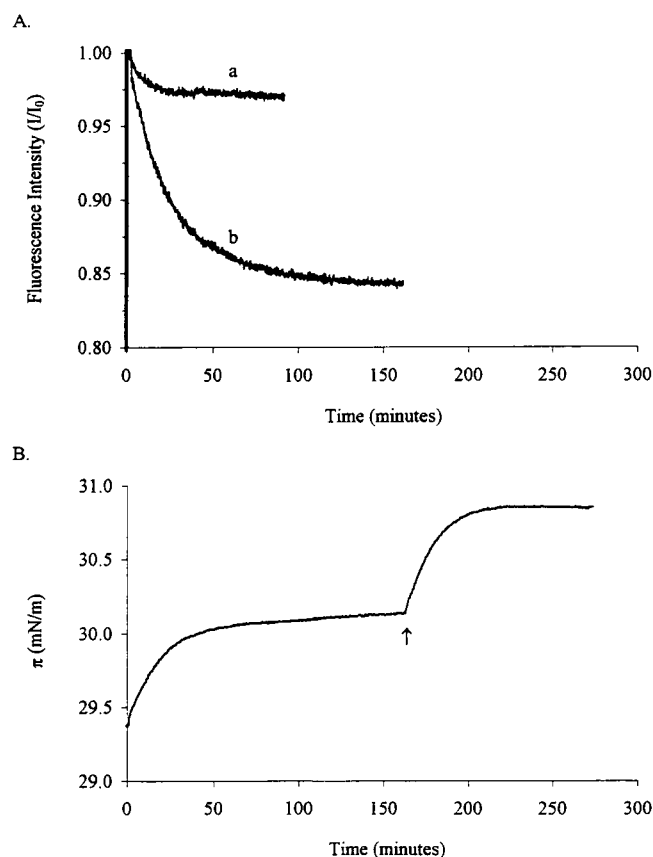 A.
Fluorescence Intensity (I/I₀)
1.00
0.95
0.90
0.85
0.80
a
b
0 50 100 150 200 250 300
Time (minutes)
B.
π (mN/m)
31.0
30.5
30.0
29.5
29.0
↑
0 50 100 150 200 250 300
Time (minutes)